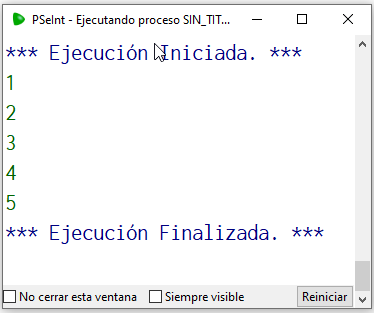 PSeInt - Ejecutando proceso SIN_TIT...
*** Ejecución Iniciada. ***
1
2
3
4
5
*** Ejecución Finalizada. ***
No cerrar esta ventana
Siempre visible
Reiniciar